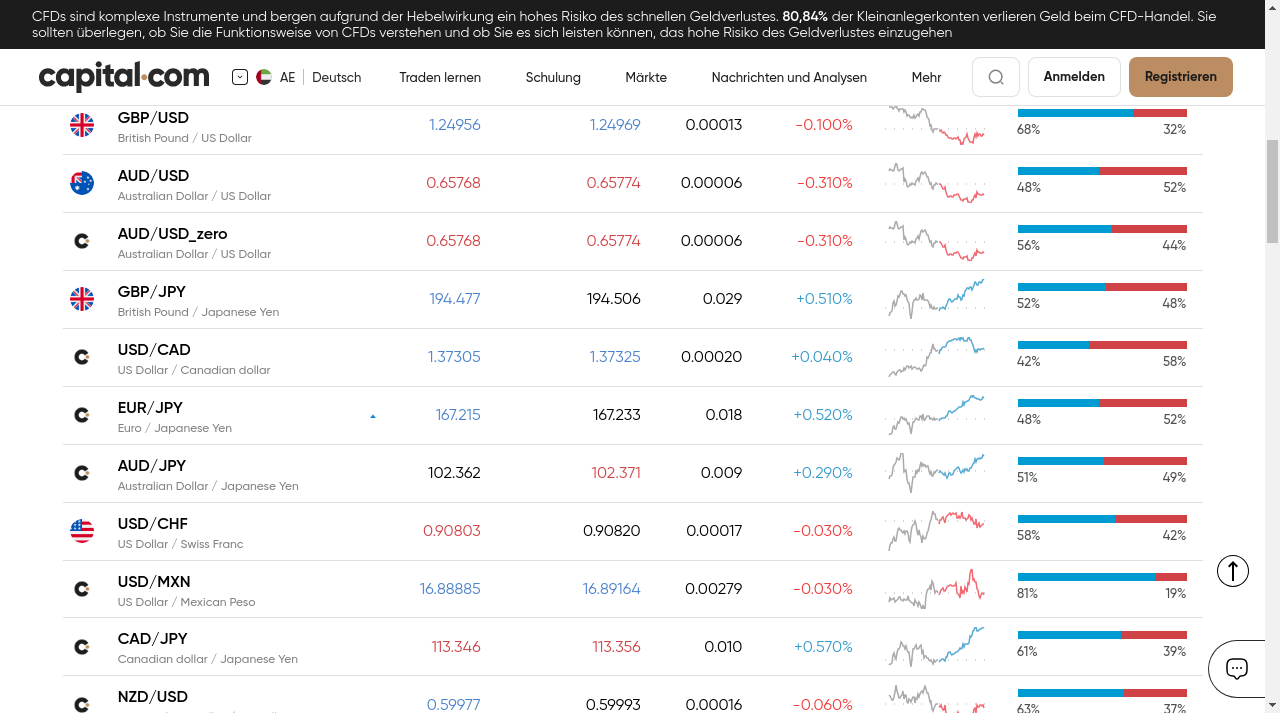 CFDs sind komplexe Instrumente und bergen aufgrund der Hebelwirkung ein hohes Risiko des schnellen Geldverlustes. 80,84% der Kleinanlegerkonten verlieren Geld beim CFD-Handel. Sie
sollten überlegen, ob Sie die Funktionsweise von CFDs verstehen und ob Sie es sich leisten können, das hohe Risiko des Geldverlustes einzugehen
capital.com AE Deutsch Traden lernen Schulung Märkte Nachrichten und Analysen Mehr Anmelden Registrieren
GBP/USD 1.24956 1.24969 0.00013 -0.100%
British Pound / US Dollar 68% 32%
AUD/USD 0.65768 0.65774 0.00006 -0.310%
Australian Dollar / US Dollar 48% 52%
AUD/USD_zero 0.65768 0.65774 0.00006 -0.310%
Australian Dollar / US Dollar 56% 44%
GBP/JPY 194.477 194.506 0.029 +0.510%
British Pound / Japanese Yen 52% 48%
USD/CAD 1.37305 1.37325 0.00020 +0.040%
US Dollar / Canadian dollar 42% 58%
EUR/JPY 167.215 167.233 0.018 +0.520%
Euro / Japanese Yen 48% 52%
AUD/JPY 102.362 102.371 0.009 +0.290%
Australian Dollar / Japanese Yen 51% 49%
USD/CHF 0.90803 0.90820 0.00017 -0.030%
US Dollar / Swiss Franc 58% 42%
USD/MXN 16.88885 16.89164 0.00279 -0.030%
US Dollar / Mexican Peso 81% 19%
CAD/JPY 113.346 113.356 0.010 +0.570%
Canadian dollar / Japanese Yen 61% 39%
NZD/USD 0.59977 0.59993 0.00016 -0.060%
63% 37%